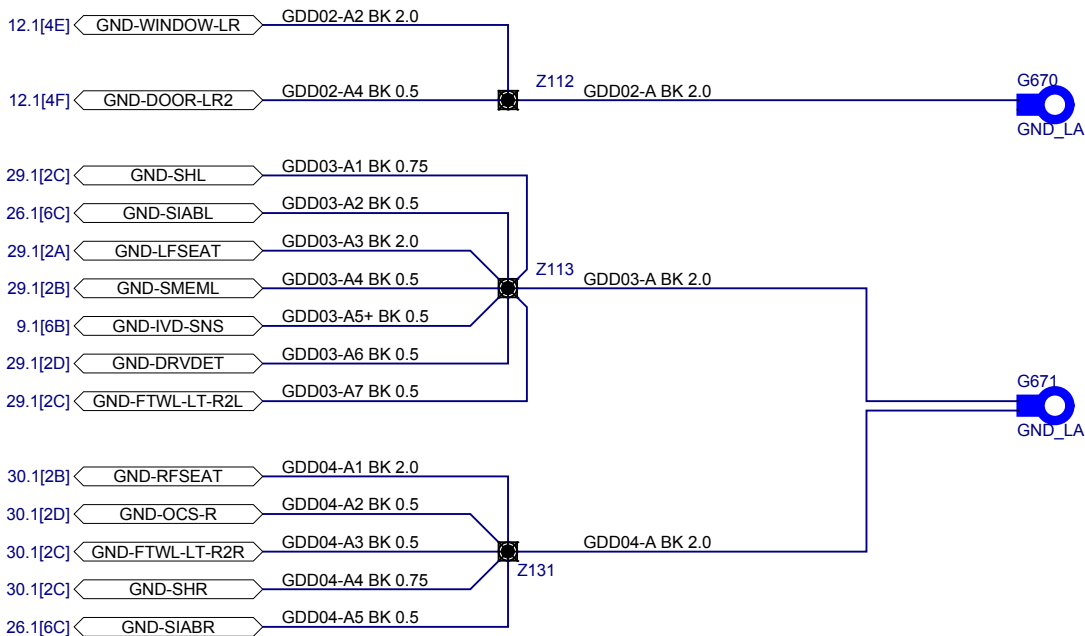 12.1[4E] GND-WINDOW-LR GDD02-A2 BK 2.0
12.1[4F] GND-DOOR-LR2 GDD02-A4 BK 0.5 Z112 GDD02-A BK 2.0 G670
GND_LA
29.1[2C] GND-SHL GDD03-A1 BK 0.75
26.1[6C] GND-SIABL GDD03-A2 BK 0.5
29.1[2A] GND-LFSEAT GDD03-A3 BK 2.0
29.1[2B] GND-SMEML GDD03-A4 BK 0.5 Z113 GDD03-A BK 2.0
9.1[6B] GND-IVD-SNS GDD03-A5+ BK 0.5
29.1[2D] GND-DRVDET GDD03-A6 BK 0.5
29.1[2C] GND-FTWL-LT-R2L GDD03-A7 BK 0.5 G671
GND_LA
30.1[2B] GND-RFSEAT GDD04-A1 BK 2.0
30.1[2D] GND-OCS-R GDD04-A2 BK 0.5
30.1[2C] GND-FTWL-LT-R2R GDD04-A3 BK 0.5 GDD04-A BK 2.0
Z131
30.1[2C] GND-SHR GDD04-A4 BK 0.75
26.1[6C] GND-SIABR GDD04-A5 BK 0.5